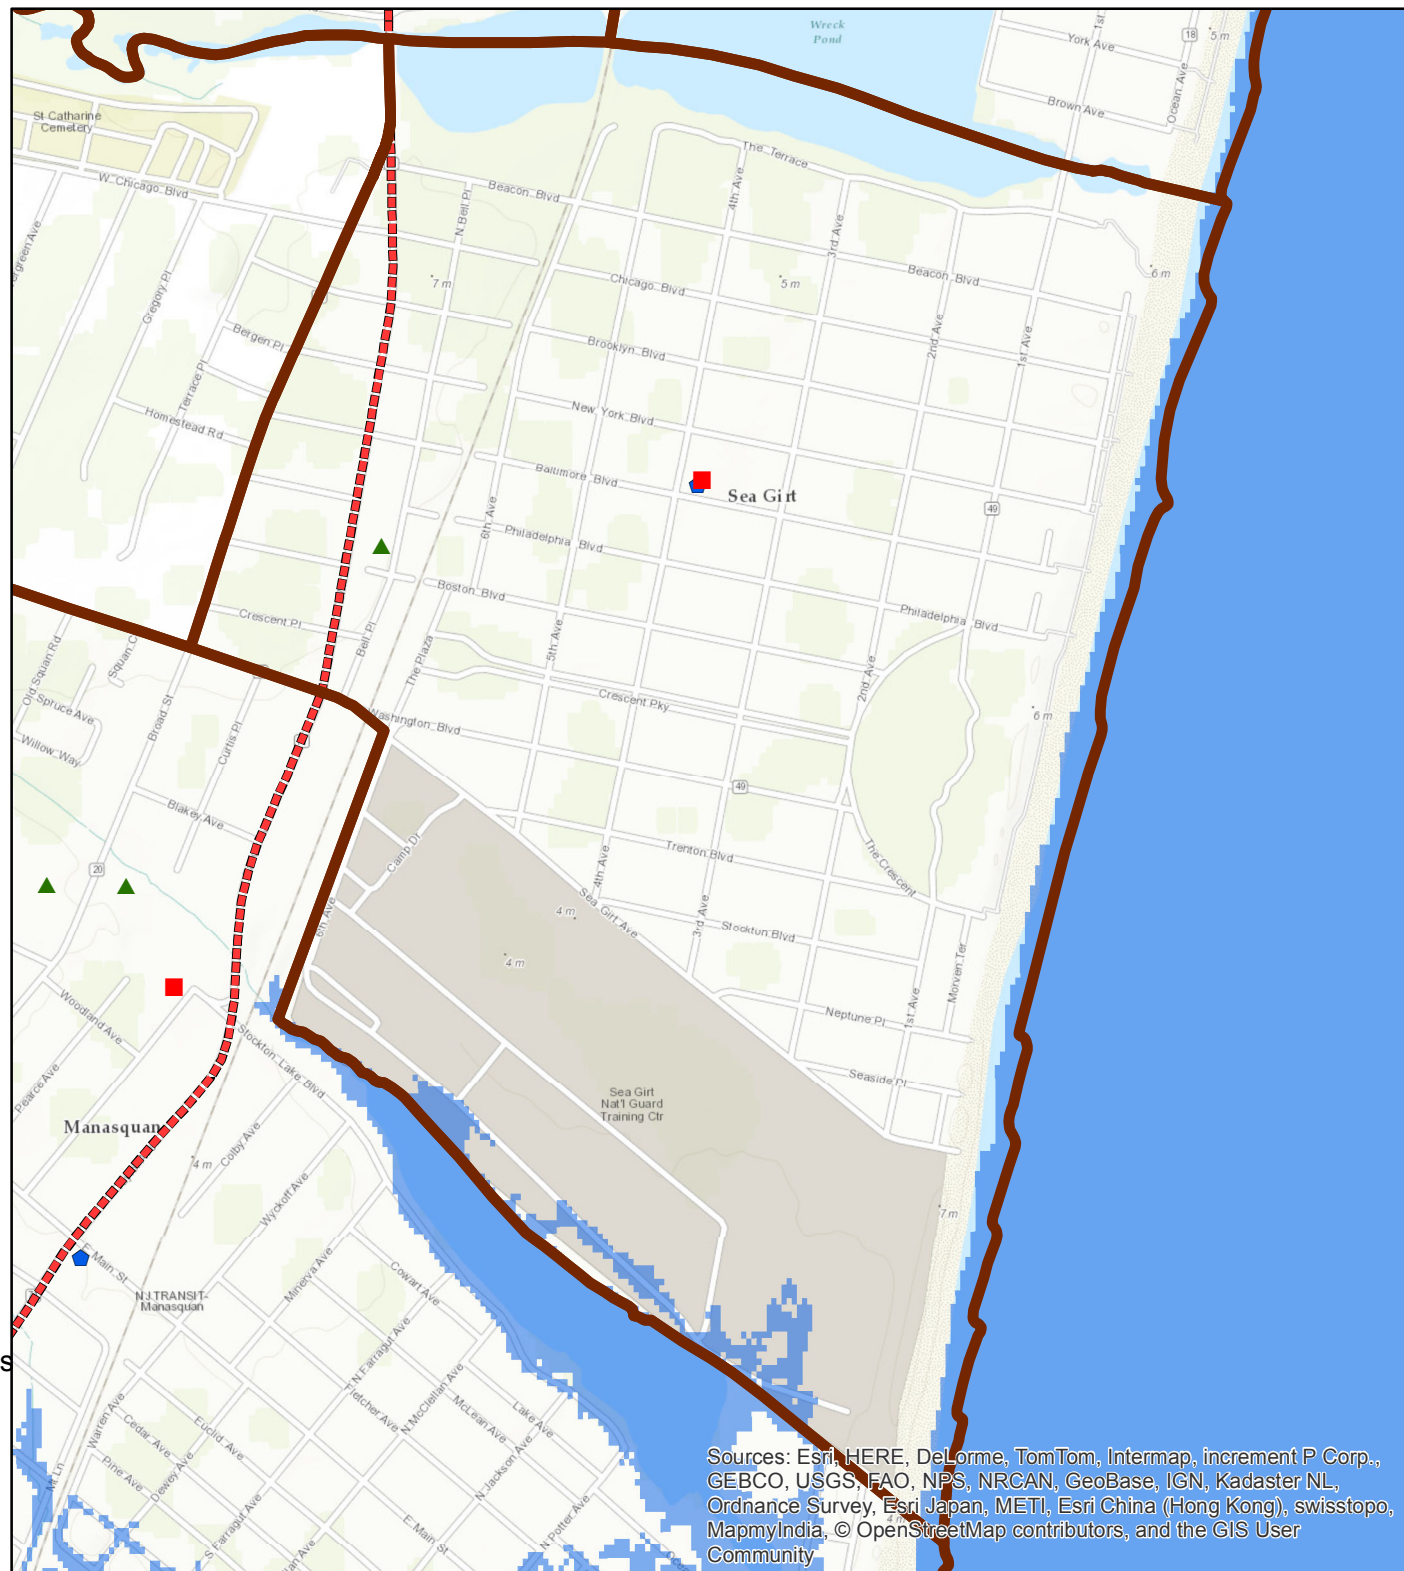 Wreck
Pond
York Ave
1st
18
5 m
Ocean Ave
Brown Ave
St Catharine
Cemetery
W Chicago Blvd
Beacon Blvd
The Terrace
N Bell Pl
4th Ave
3rd Ave
ergreen Ave
Gregory Pl
7 m
Chicago Blvd
5 m
Beacon Blvd
6 m
Bergen Pl
Brooklyn Blvd
2nd Ave
1st Ave
Terrace Pl
Homestead Rd
New York Blvd
Baltimore Blvd
Sea Girt
6th Ave
49
Philadelphia Blvd
Boston Blvd
Crescent Pl
Bell Pl
The Plaza
5th Ave
Philadelphia Blvd
Old Squan Rd
Squan C
2nd Ave
Spruce Ave
Broad St
Curtis Pl
Crescent Pky
6 m
Washington Blvd
Willow Way
49
Blakey Ave
Camp Dr
Trenton Blvd
The Crescent
20
4th Ave
Sea Girt Ave
4 m
6th Ave
3rd Ave
Stockton Blvd
4 m
Morven Ter
1st Ave
Woodland Ave
Neptune Pl
Stockton Lake Blvd
Pearce Ave
Seaside Pl
Sea Girt
Nat'l Guard
Training Ctr
Manasquan
Colby Ave
4 m
Wyckoff Ave
7 m
E Main St
Minerva Ave
Cowart Ave
NJ TRANSIT-
Manasquan
N Farragut Ave
s
Fletcher Ave
N McClellan Ave
McLean Ave
Lake Ave
Warren Ave
Cedar Ave
Euclid Ave
Pine Ave
Dewey Ave
N Jackson Ave
S Farragut Ave
E Main St
N Potter Ave
4 m
Sources: Esri, HERE, DeLorme, TomTom, Intermap, increment P Corp.,
GEBCO, USGS, FAO, NPS, NRCAN, GeoBase, IGN, Kadaster NL,
Ordnance Survey, Esri Japan, METI, Esri China (Hong Kong), swisstopo,
MapmyIndia, © OpenStreetMap contributors, and the GIS User
Community